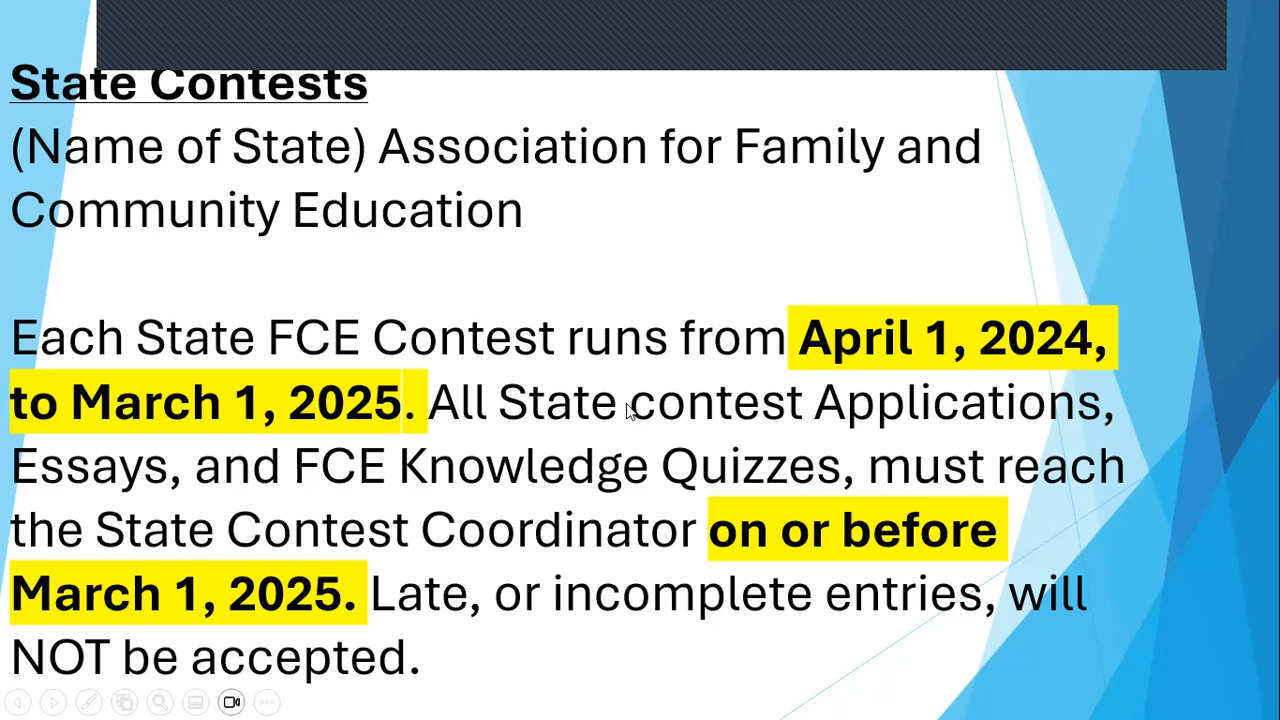 State Contests
(Name of State) Association for Family and
Community Education
Each State FCE Contest runs from April 1, 2024,
to March 1, 2025. All State contest Applications,
Essays, and FCE Knowledge Quizzes, must reach
the State Contest Coordinator on or before
March 1, 2025. Late, or incomplete entries, will
NOT be accepted.